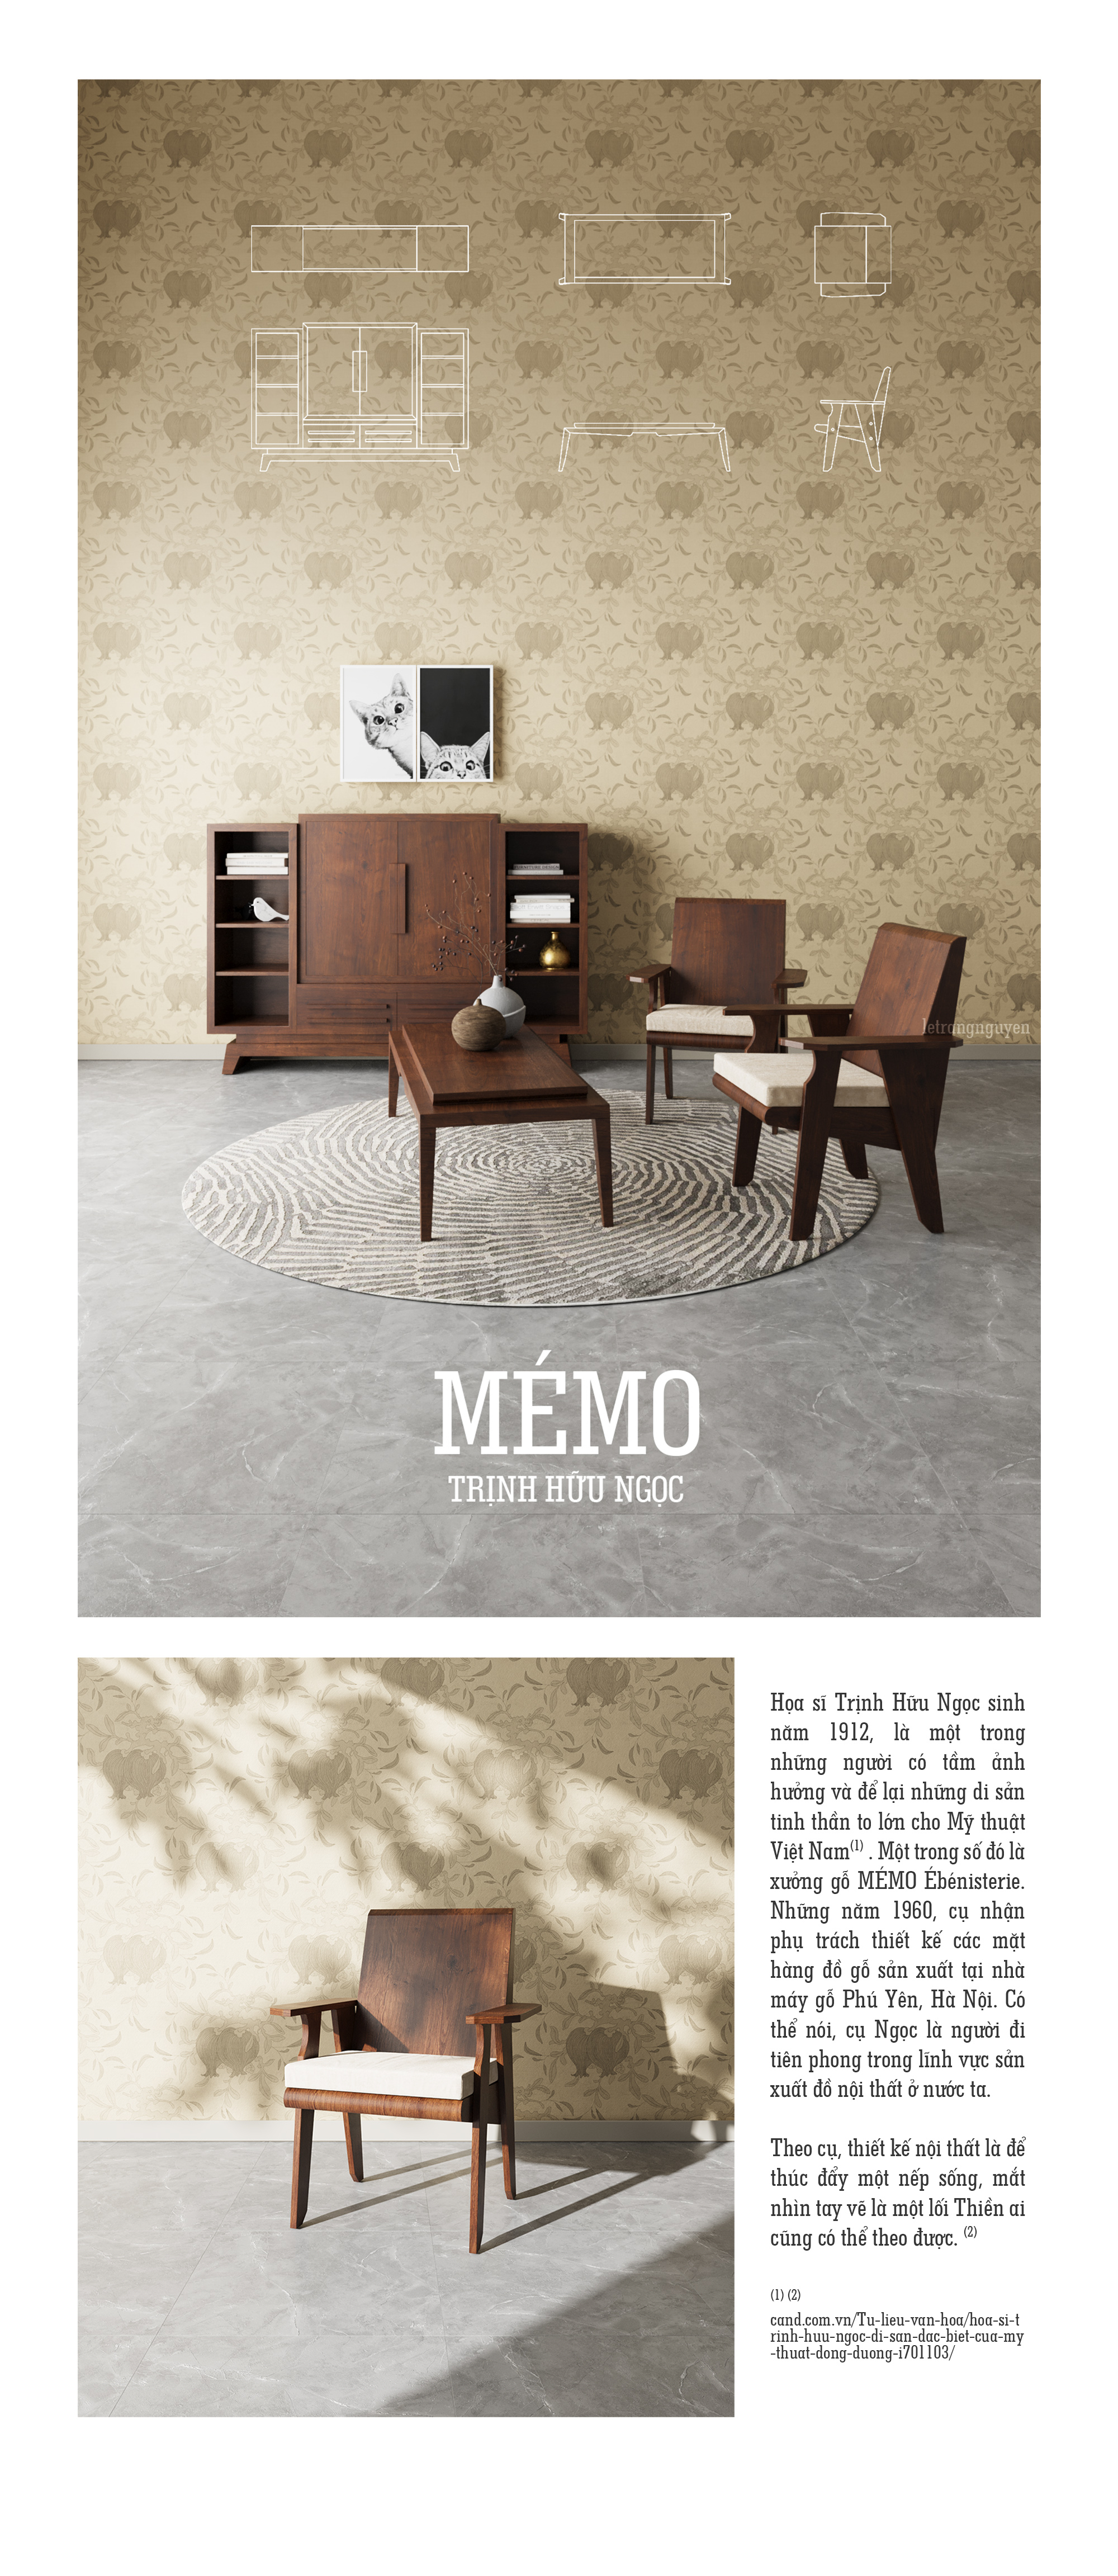 letrangnguyen
MÉMO
TRỊNH HỮU NGỌC
Họa sĩ Trịnh Hữu Ngọc sinh
năm 1912, là một trong
những người có tầm ảnh
hưởng và để lại những di sản
tinh thần to lớn cho Mỹ thuật
Việt Nam(1) . Một trong số đó là
xưởng gỗ MÉMO Ébénisterie.
Những năm 1960, cụ nhận
phụ trách thiết kế các mặt
hàng đồ gỗ sản xuất tại nhà
máy gỗ Phú Yên, Hà Nội. Có
thể nói, cụ Ngọc là người đi
tiên phong trong lĩnh vực sản
xuất đồ nội thất ở nước ta.
Theo cụ, thiết kế nội thất là để
thúc đẩy một nếp sống, mắt
nhìn tay vẽ là một lối Thiền ai
cũng có thể theo được. (2)
(1) (2)
cand.com.vn/Tu-lieu-van-hoa/hoa-si-t
rinh-huu-ngoc-di-san-dac-biet-cua-my
-thuat-dong-duong-i701103/